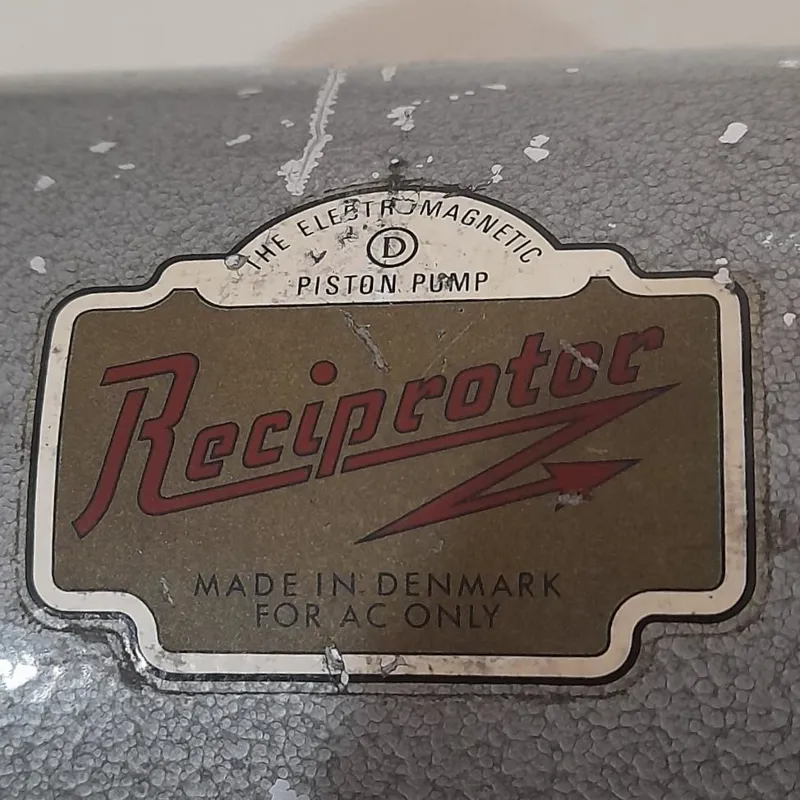 THE ELECTROMAGNETIC
D
PISTON PUMP
Reciprotor
MADE IN DENMARK
FOR AC ONLY